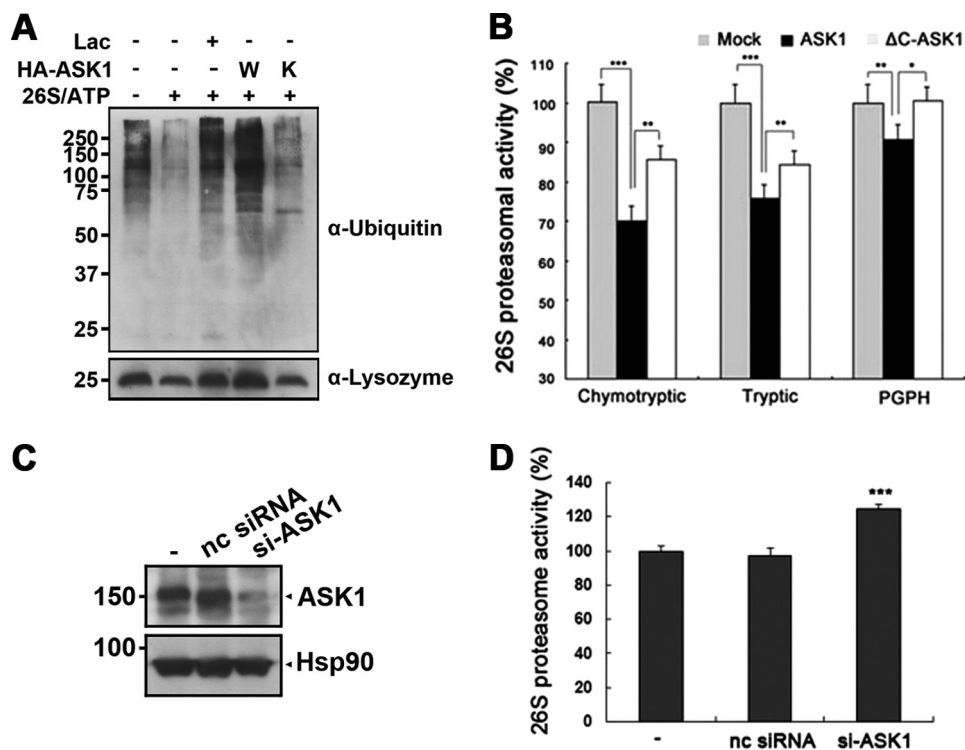 A
Lac - - + - -
HA-ASK1 - - - W K
26S/ATP - + + + +
250
150
100
75
50
37
25
α-Ubiquitin
25
α-Lysozyme
B
Mock ASK1 ΔC-ASK1
26S proteasomal activity (%)
110
100
90
80
70
60
50
40
30
*** ** *** ** ** *
Chymotryptic Tryptic PGPH
C
- nc siRNA si-ASK1
150 ASK1
100
Hsp90
D
26S proteasome activity (%)
140
120
100
80
60
40
20
0
***
- nc siRNA si-ASK1